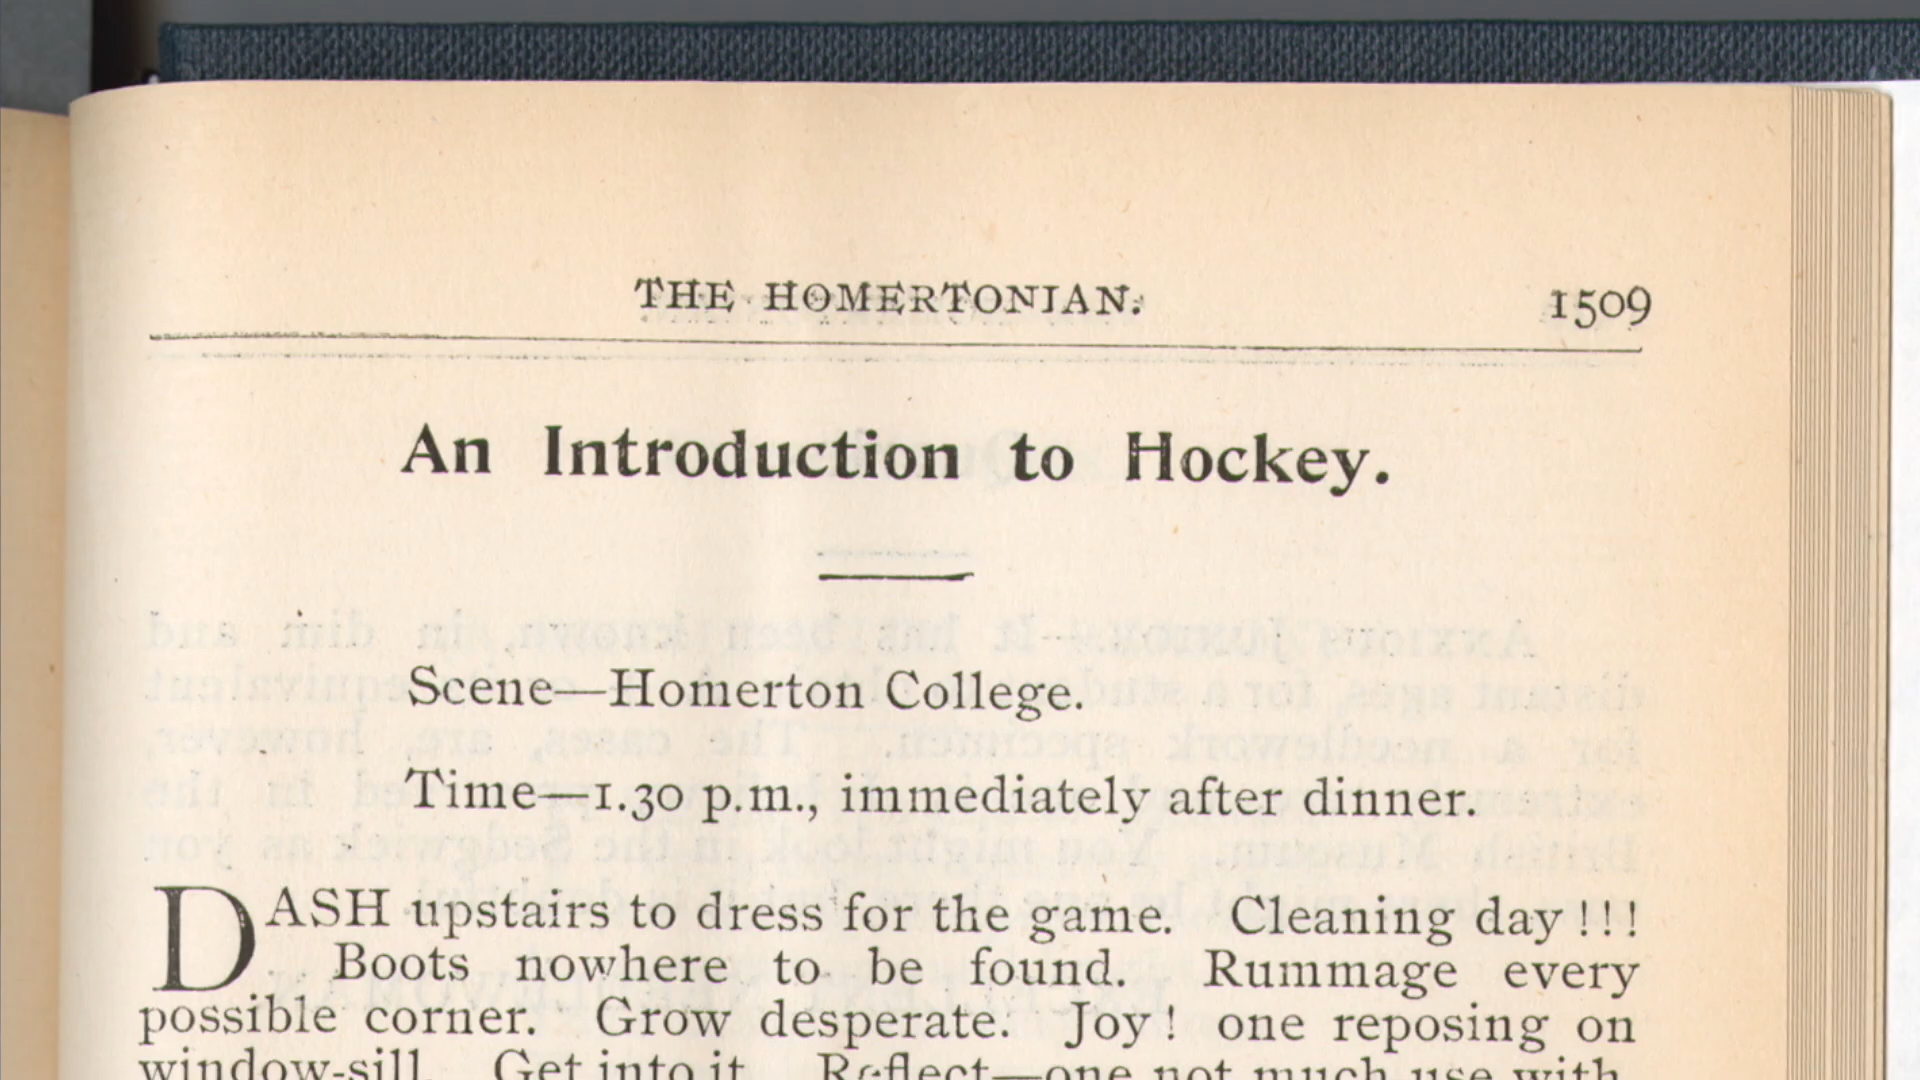 THE HOMERTONIAN. 1509
An Introduction to Hockey.
Scene—Homerton College.
Time—1.30 p.m., immediately after dinner.
DASH upstairs to dress for the game. Cleaning day!!!
Boots nowhere to be found. Rummage every
possible corner. Grow desperate. Joy! one reposing on
window-sill. Get into it. Reflect—one not much use with